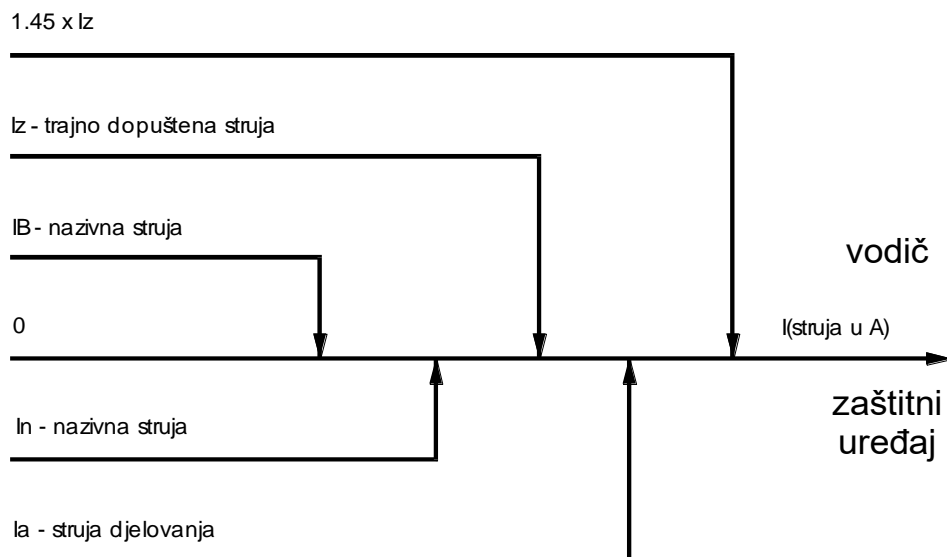 1.45 x Iz
Iz - trajno dopuštena struja
IB - nazivna struja
vodič
0
I(struja u A)
zaštitni
uređaj
In - nazivna struja
Ia - struja djelovanja